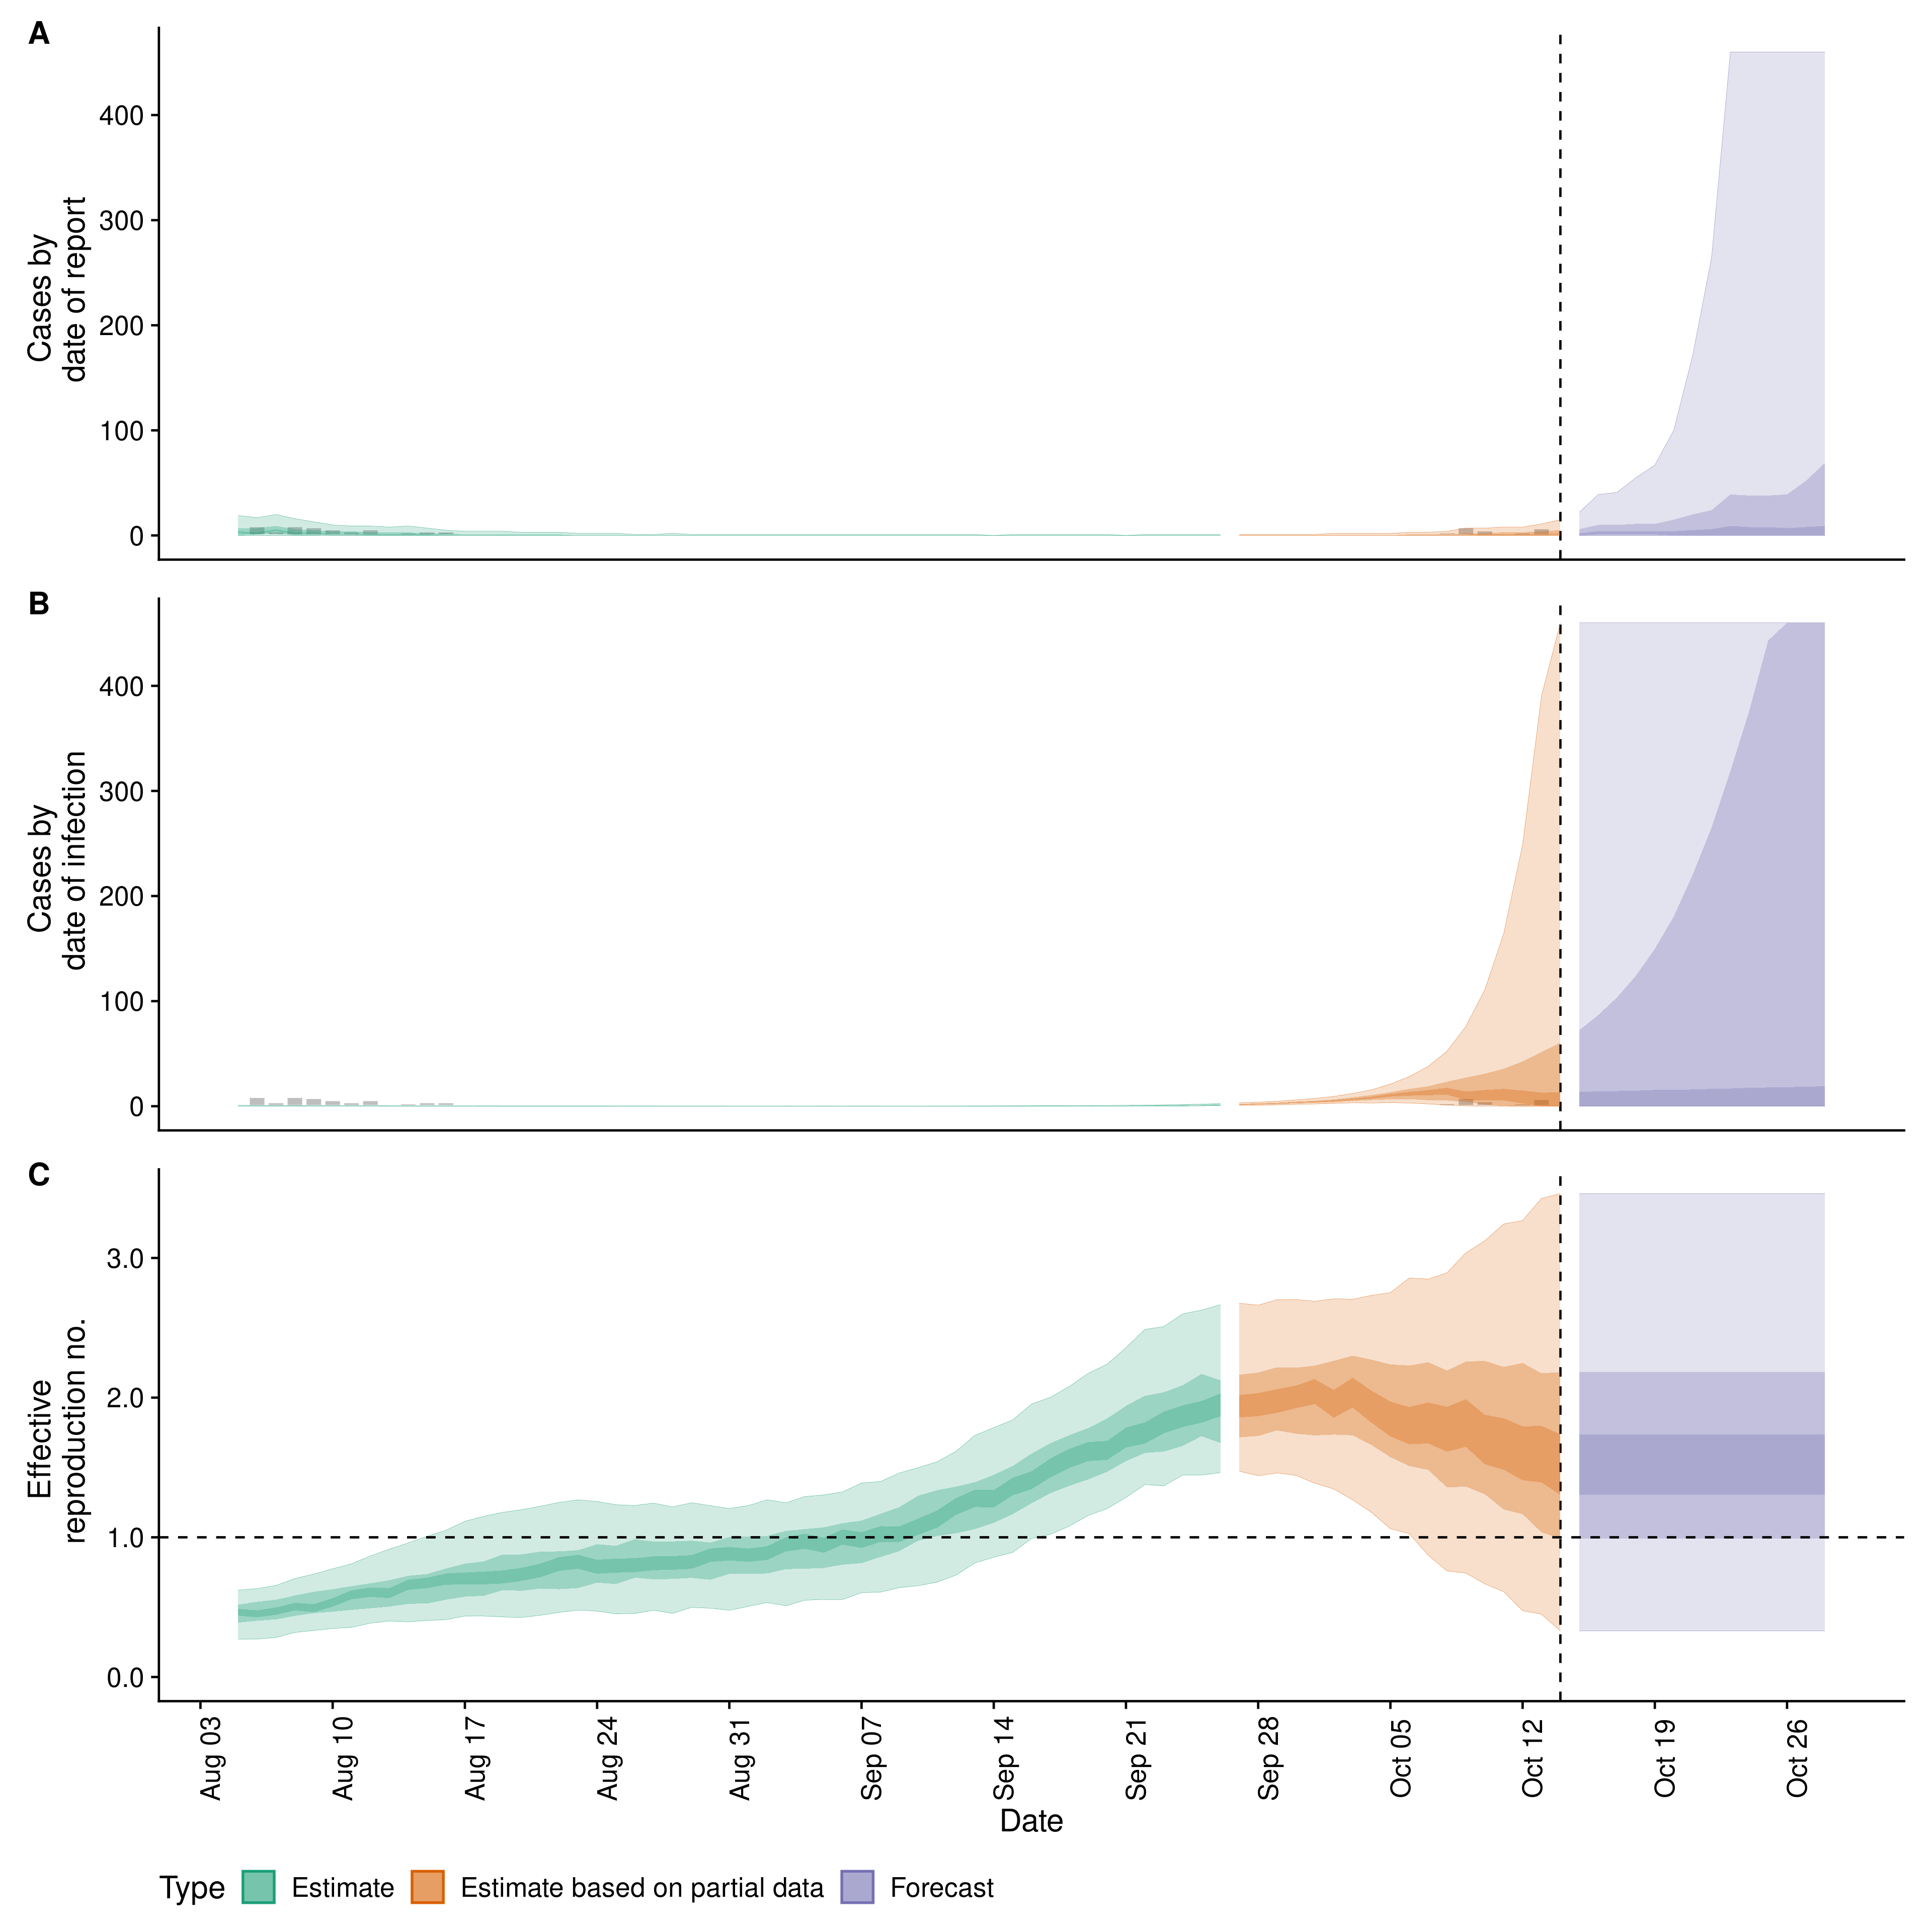 A
Cases by
date of report
400
300
200
100
0
B
Cases by
date of infection
400
300
200
100
0
C
Effective
reproduction no.
3.0
2.0
1.0
0.0
Aug 03
Aug 10
Aug 17
Aug 24
Aug 31
Sep 07
Sep 14
Sep 21
Sep 28
Oct 05
Oct 12
Oct 19
Oct 26
Date
Type Estimate Estimate based on partial data Forecast